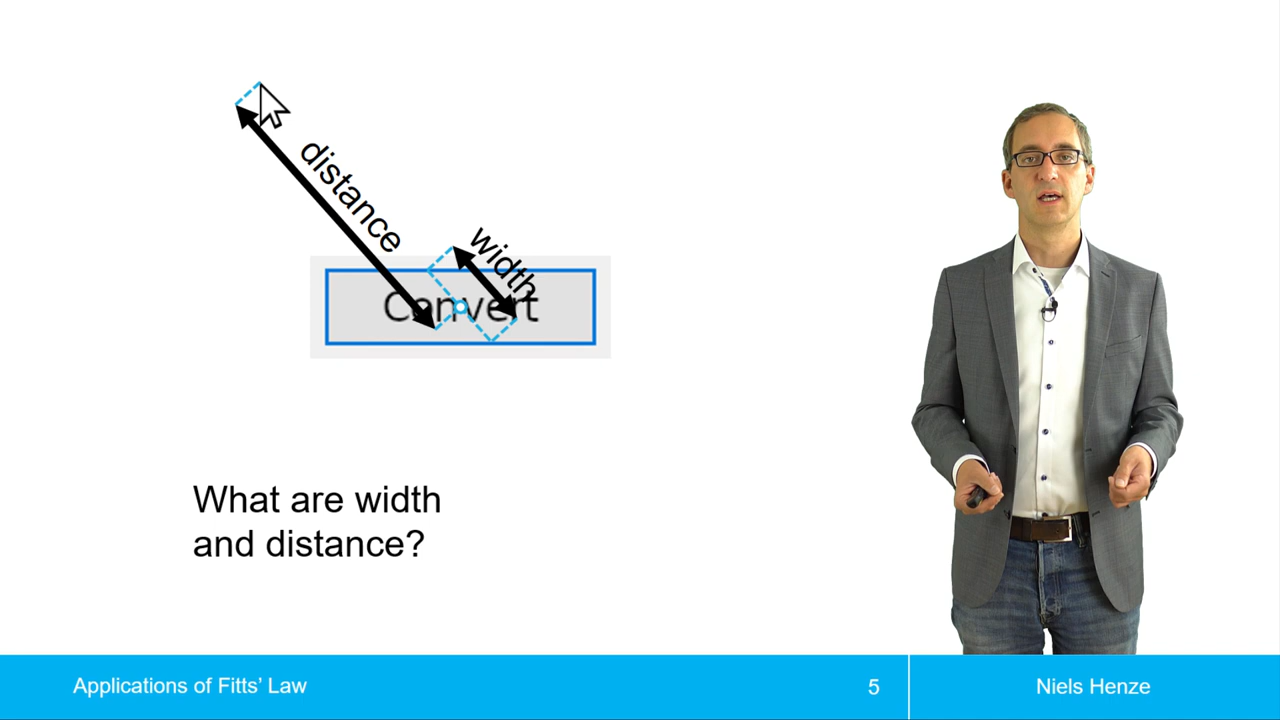 distance
width
Convert
What are width
and distance?
Applications of Fitts’ Law
5
Niels Henze